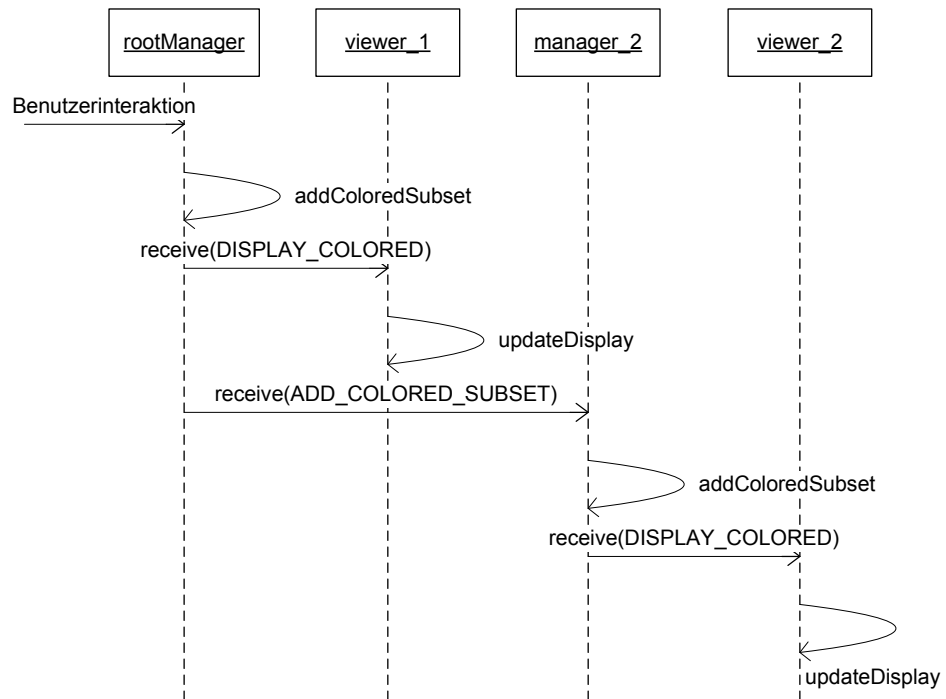 rootManager
viewer_1
manager_2
viewer_2
Benutzerinteraktion
addColoredSubset
receive(DISPLAY_COLORED)
updateDisplay
receive(ADD_COLORED_SUBSET)
addColoredSubset
receive(DISPLAY_COLORED)
updateDisplay